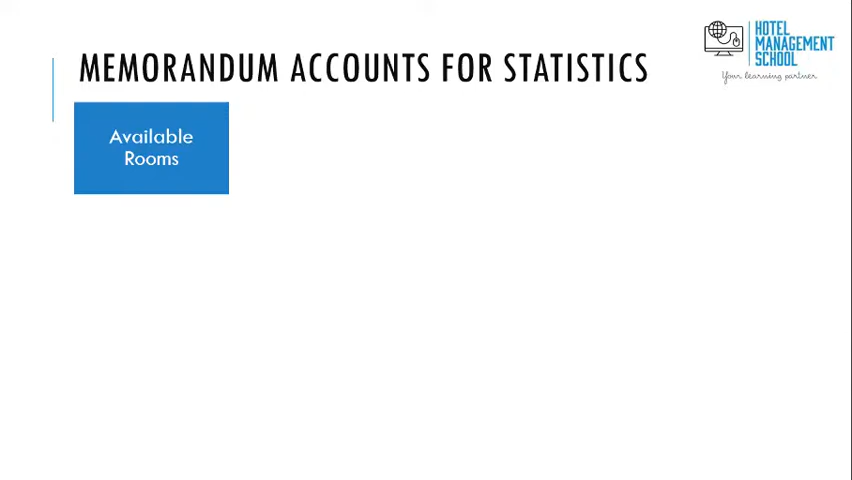 MEMORANDUM ACCOUNTS FOR STATISTICS
HOTEL
MANAGEMENT
SCHOOL
Your learning partner
Available
Rooms